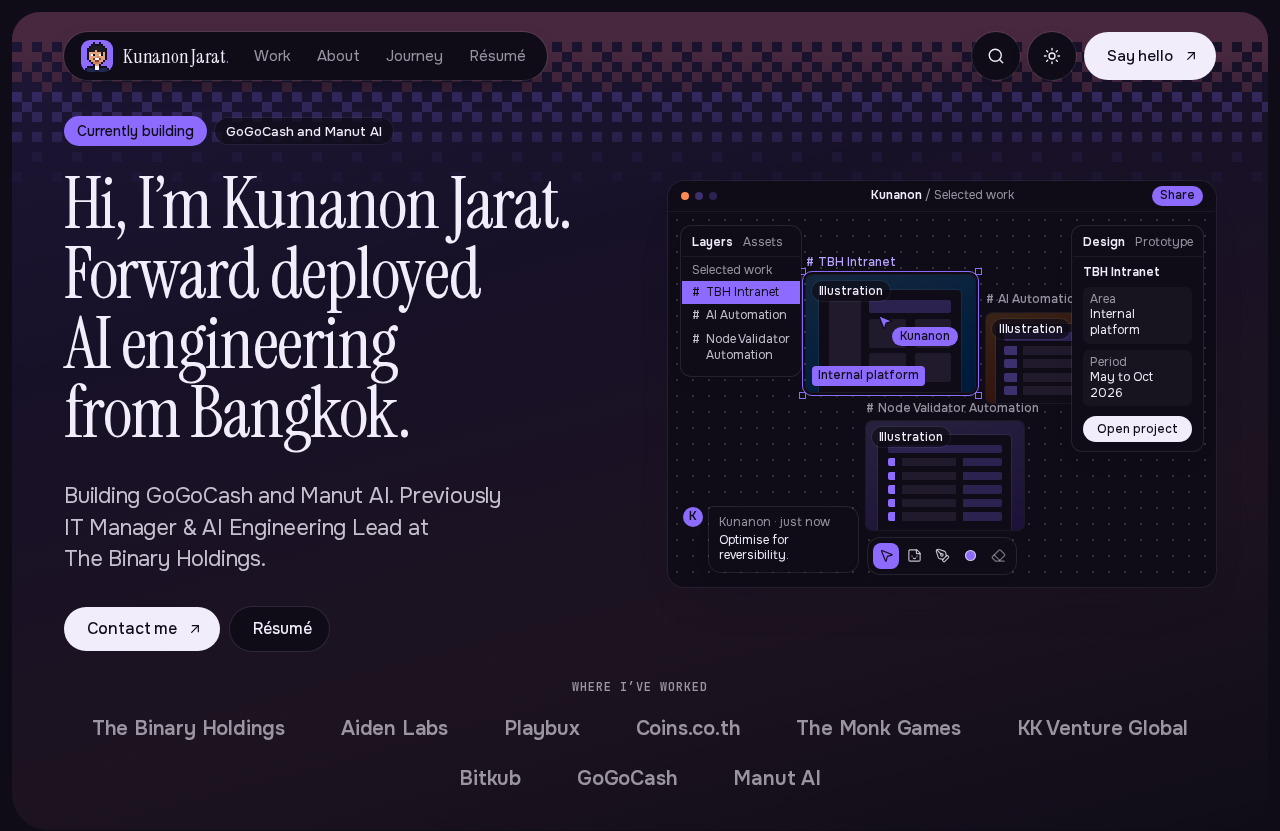 Kunanon Jarat.
Work
About
Journey
Résumé
Say hello
Currently building
GoGoCash and Manut AI
Hi, I’m Kunanon Jarat.
Forward deployed
AI engineering
from Bangkok.
Building GoGoCash and Manut AI. Previously
IT Manager & AI Engineering Lead at
The Binary Holdings.
Contact me
Résumé
Kunanon / Selected work
Share
Layers
Assets
Selected work
# TBH Intranet
# AI Automation
# Node Validator
Automation
# TBH Intranet
Illustration
Kunanon
Internal platform
# AI Automatio
Illustration
# Node Validator Automation
Illustration
Design
Prototype
TBH Intranet
Area
Internal
platform
Period
May to Oct
2026
Open project
K
Kunanon · just now
Optimise for
reversibility.
WHERE I’VE WORKED
The Binary Holdings
Aiden Labs
Playbux
Coins.co.th
The Monk Games
KK Venture Global
Bitkub
GoGoCash
Manut AI